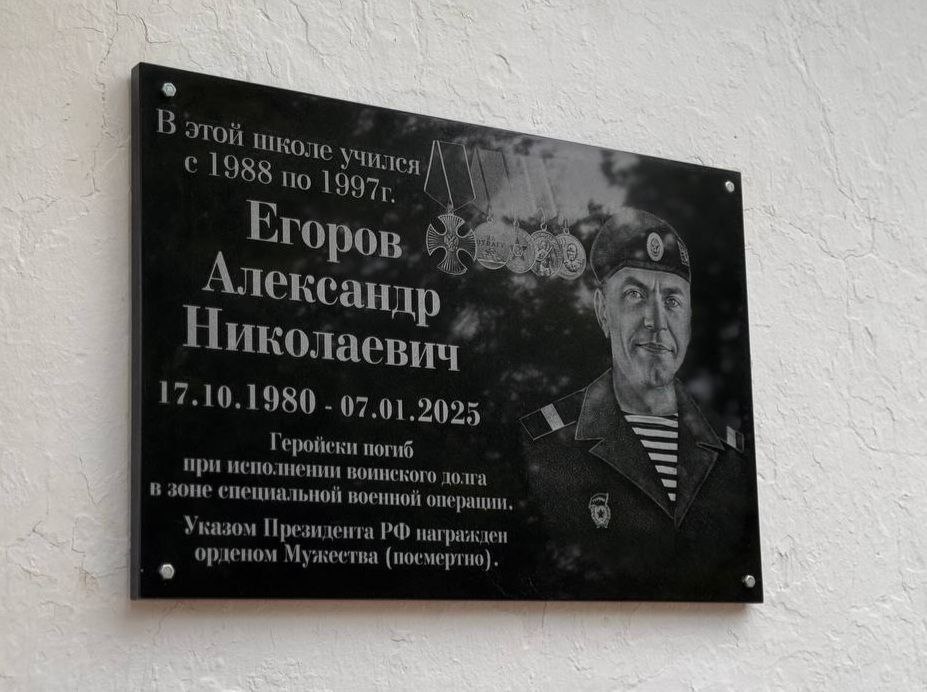 В этой школе учился
с 1988 по 1997г.
Егоров
Александр
Николаевич
17.10.1980 - 07.01.2025
Геройски погиб
при исполнении воинского долга
в зоне специальной военной операции.
Указом Президента РФ награжден
орденом Мужества (посмертно).
ОТВАГУ